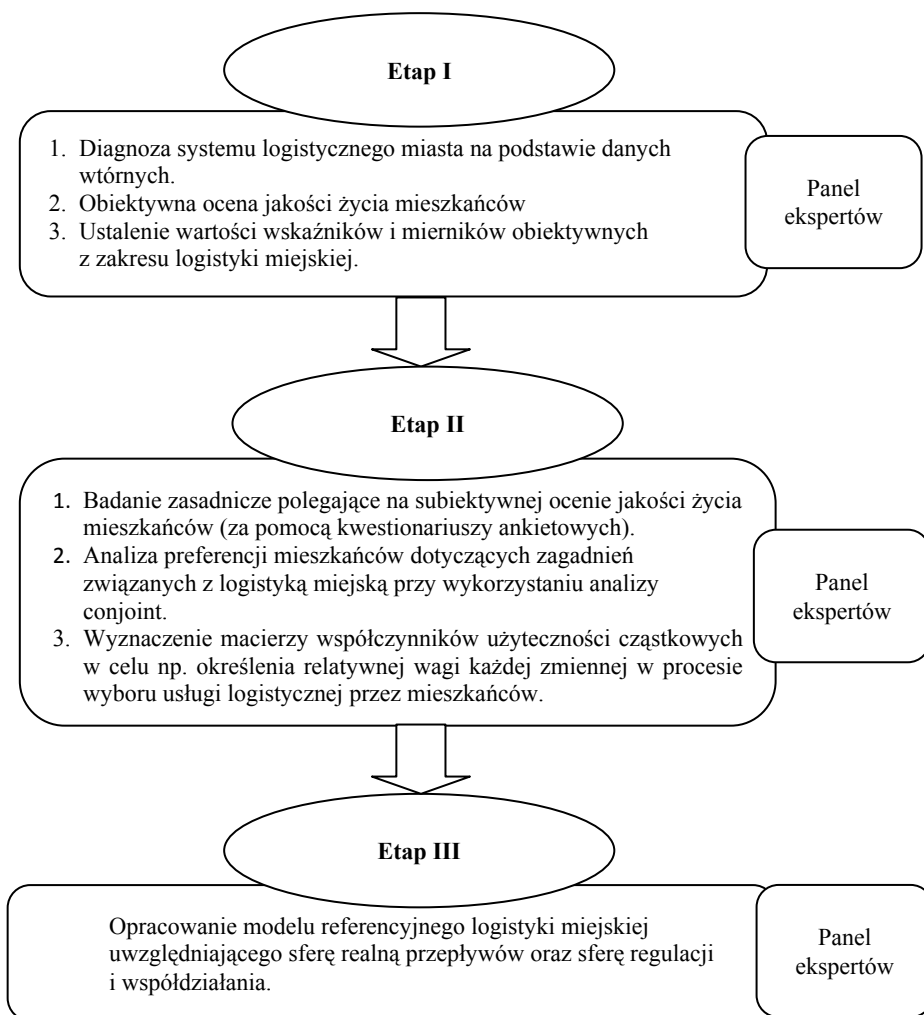 Etap I
1. Diagnoza systemu logistycznego miasta na podstawie danych
wtórnych.
2. Obiektywna ocena jakości życia mieszkańców
3. Ustalenie wartości wskaźników i mierników obiektywnych
z zakresu logistyki miejskiej.
Panel
ekspertów
Etap II
1. Badanie zasadnicze polegające na subiektywnej ocenie jakości życia
mieszkańców (za pomocą kwestionariuszy ankietowych).
2. Analiza preferencji mieszkańców dotyczących zagadnień
związanych z logistyką miejską przy wykorzystaniu analizy
conjoint.
3. Wyznaczenie macierzy współczynników użyteczności cząstkowych
w celu np. określenia relatywnej wagi każdej zmiennej w procesie
wyboru usługi logistycznej przez mieszkańców.
Panel
ekspertów
Etap III
Opracowanie modelu referencyjnego logistyki miejskiej
uwzględniającego sferę realną przepływów oraz sferę regulacji
i współdziałania.
Panel
ekspertów